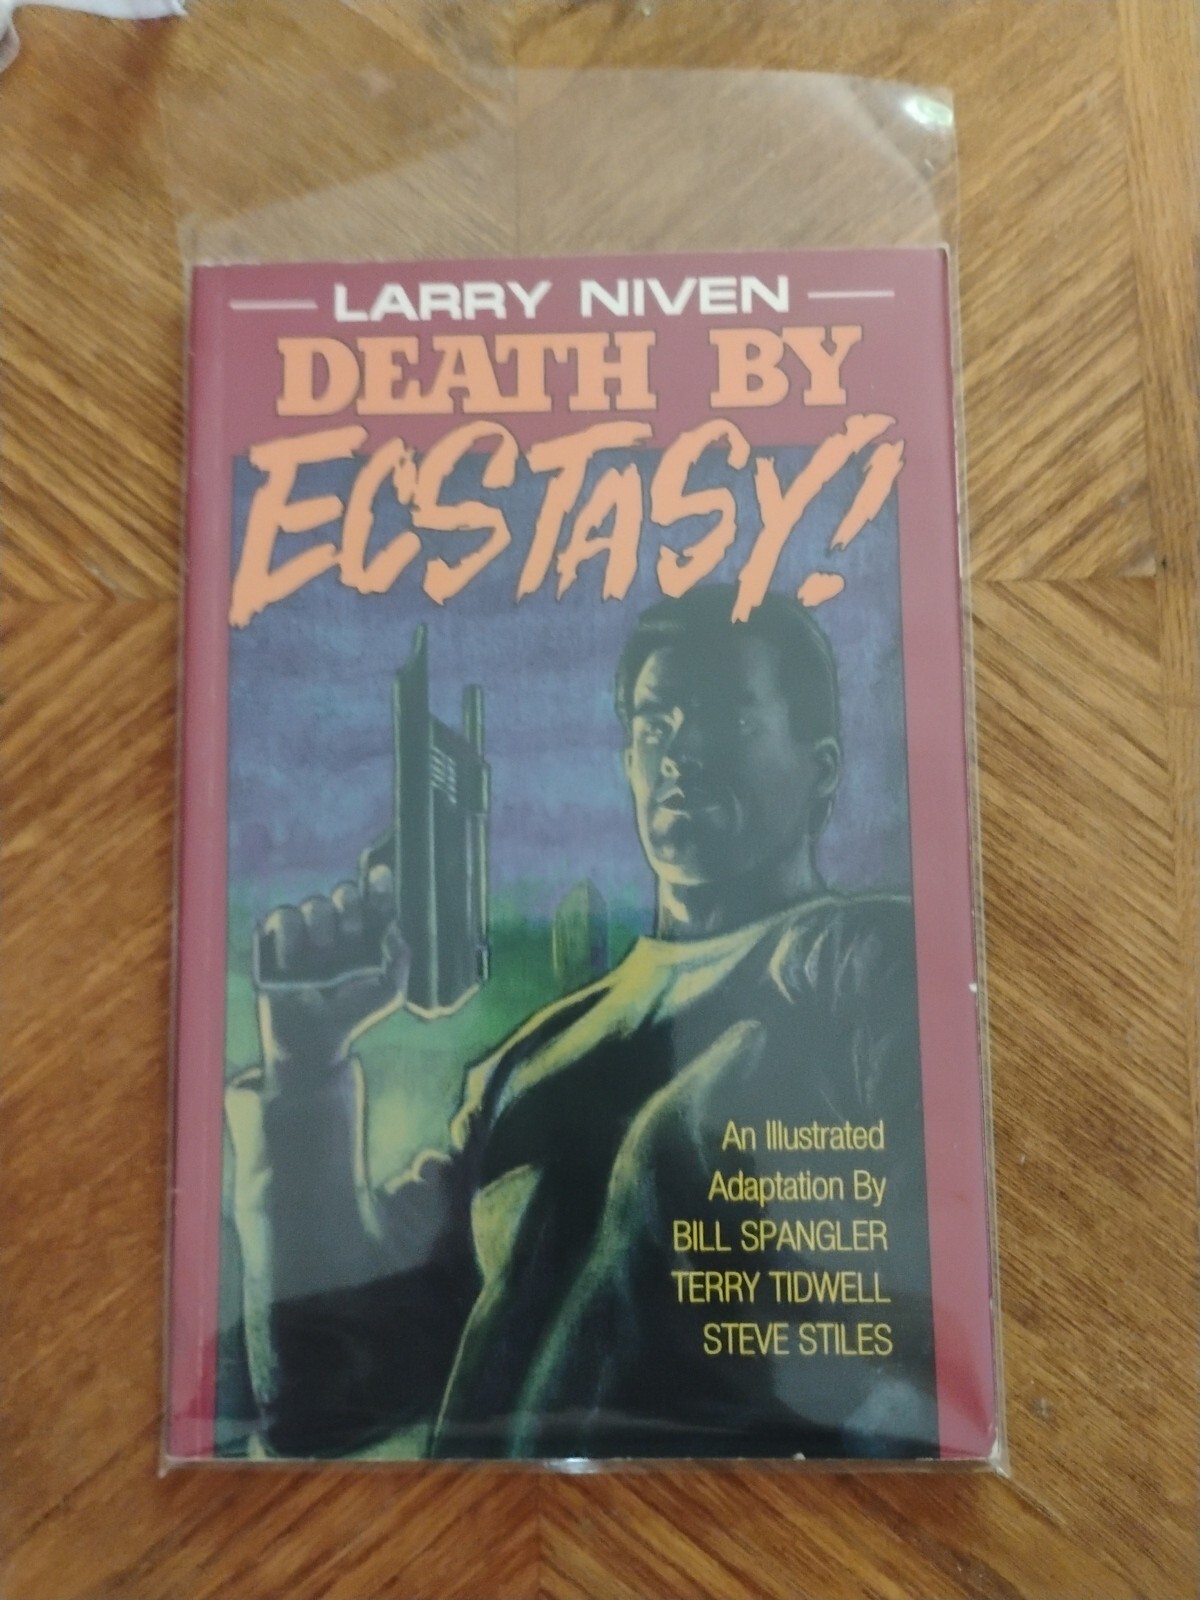 LARRY NIVEN
DEATH BY
ECSTASY!
An Illustrated
Adaptation By
BILL SPANGLER
TERRY TIDWELL
STEVE STILES